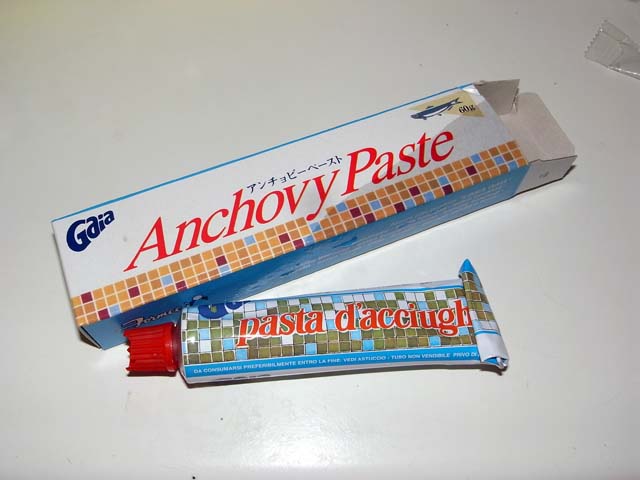 60g
アンチョビーペースト
Gaia
Anchovy Paste
pasta d'acciugh
DA CONSUMARSI PREFERIBILMENTE ENTRO LA FINE: VEDI ASTUCCIO - TUBO NON VENDIBILE PRIVO DI